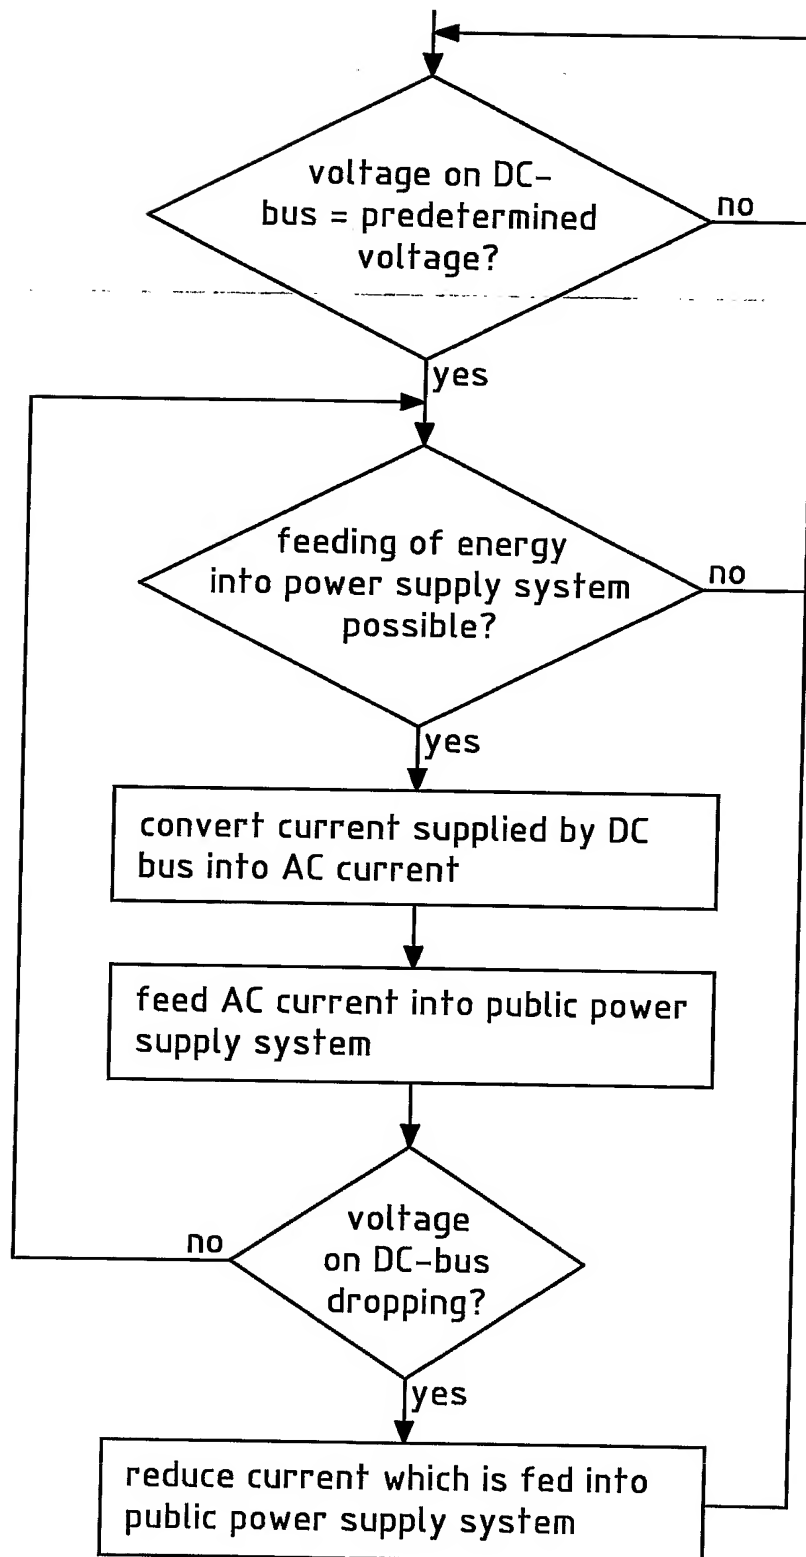 voltage on DC-
bus = predetermined
voltage?
no
yes
feeding of energy
into power supply system
possible?
no
yes
convert current supplied by DC
bus into AC current
feed AC current into public power
supply system
voltage
on DC-bus
dropping?
no
yes
reduce current which is fed into
public power supply system